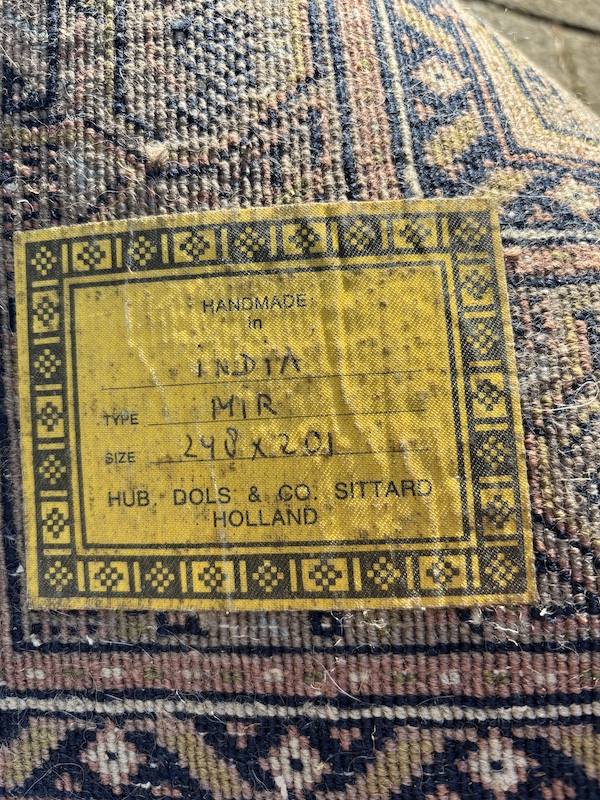 HANDMADE
in
INDIA
TYPE MIR
SIZE 248 x 201
HUB. DOLS & CO. SITTARD
HOLLAND